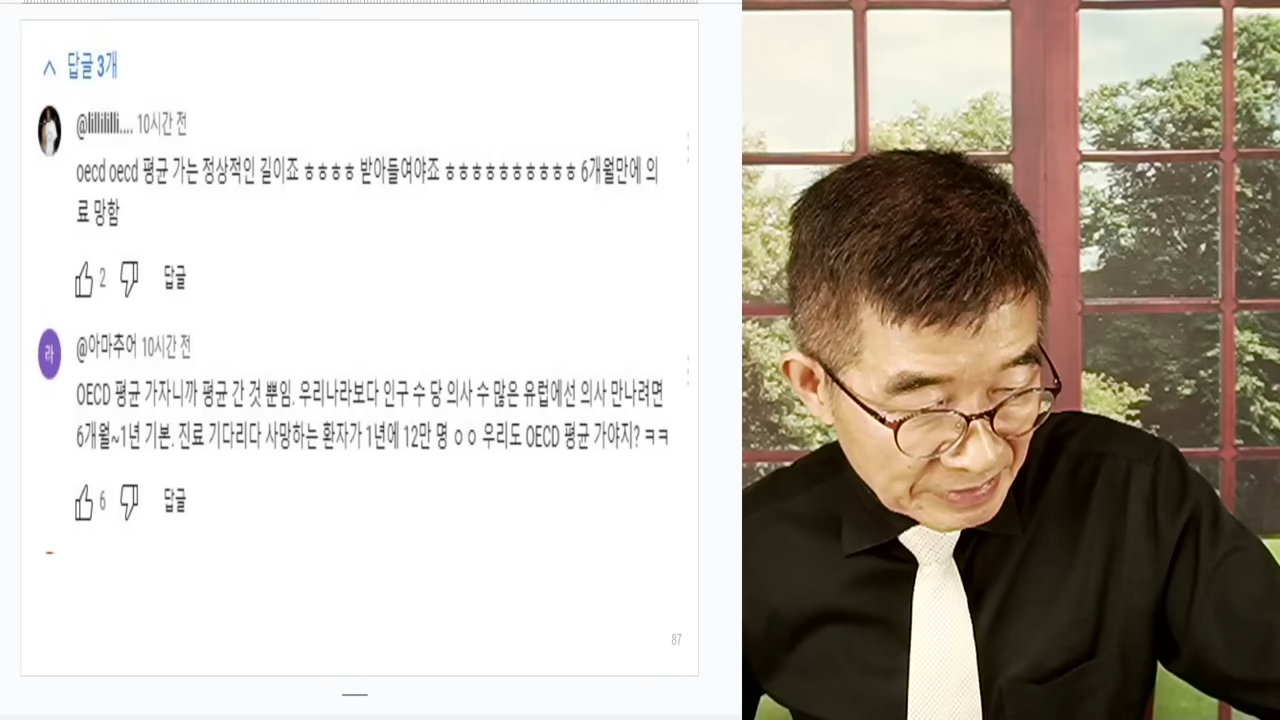 답글 3개
@lillililli.... 10시간 전
oecd oecd 평균 가는 정상적인 길이죠 ㅎㅎㅎㅎ 받아들여야죠 ㅎㅎㅎㅎㅎㅎㅎㅎㅎㅎ 6개월만에 의
료 망함
2 답글
라 @아마추어 10시간 전
OECD 평균 가자니까 평균 간 것 뿐임. 우리나라보다 인구 수 당 의사 수 많은 유럽에선 의사 만나려면
6개월~1년 기본. 진료 기다리다 사망하는 환자가 1년에 12만 명 ㅇㅇ 우리도 OECD 평균 가야지? ㅋㅋ
6 답글
87